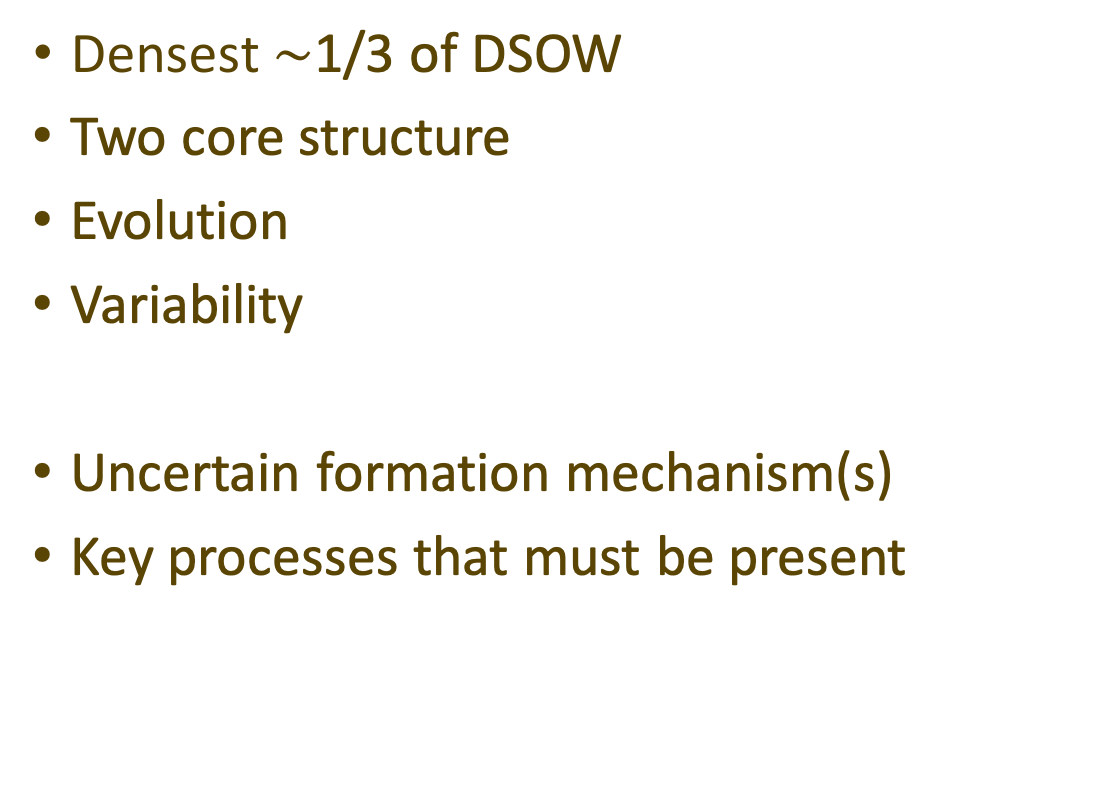 • Densest ~1/3 of DSOW
• Two core structure
• Evolution
• Variability
• Uncertain formation mechanism(s)
• Key processes that must be present